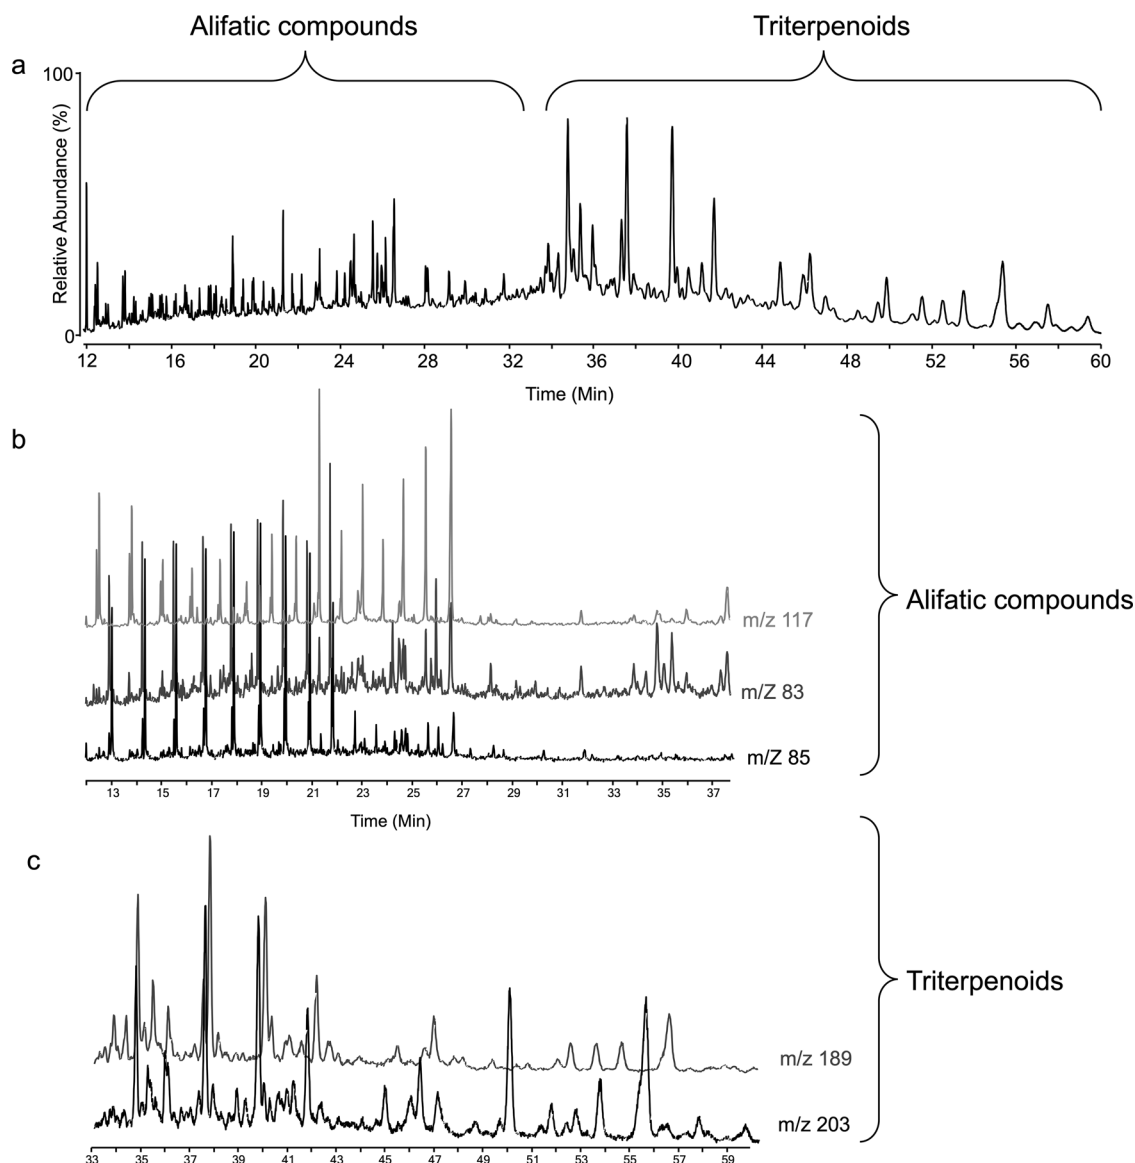 Alifatic compounds Triterpenoids
a
100
Relative Abundance (%)
0
12 16 20 24 28 32 36 40 44 48 52 56 60
Time (Min)
b
m/z 117
m/Z 83
m/Z 85
Alifatic compounds
13 15 17 19 21 23 25 27 29 31 33 35 37
Time (Min)
c
Triterpenoids
m/z 189
m/z 203
33 35 37 39 41 43 45 47 49 51 53 55 57 59